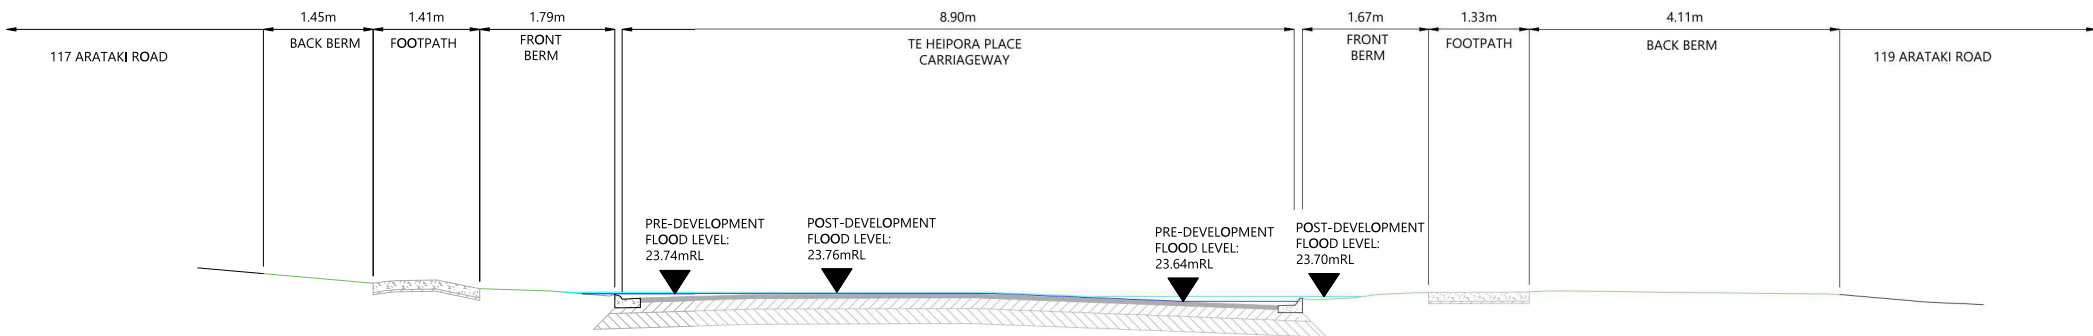 1.45m
1.41m
1.79m
8.90m
1.67m
1.33m
4.11m
117 ARATAKI ROAD
BACK BERM
FOOTPATH
FRONT
BERM
TE HEIPORA PLACE
CARRIAGEWAY
FRONT
BERM
FOOTPATH
BACK BERM
119 ARATAKI ROAD
PRE-DEVELOPMENT
FLOOD LEVEL:
23.74mRL
POST-DEVELOPMENT
FLOOD LEVEL:
23.76mRL
PRE-DEVELOPMENT
FLOOD LEVEL:
23.64mRL
POST-DEVELOPMENT
FLOOD LEVEL:
23.70mRL